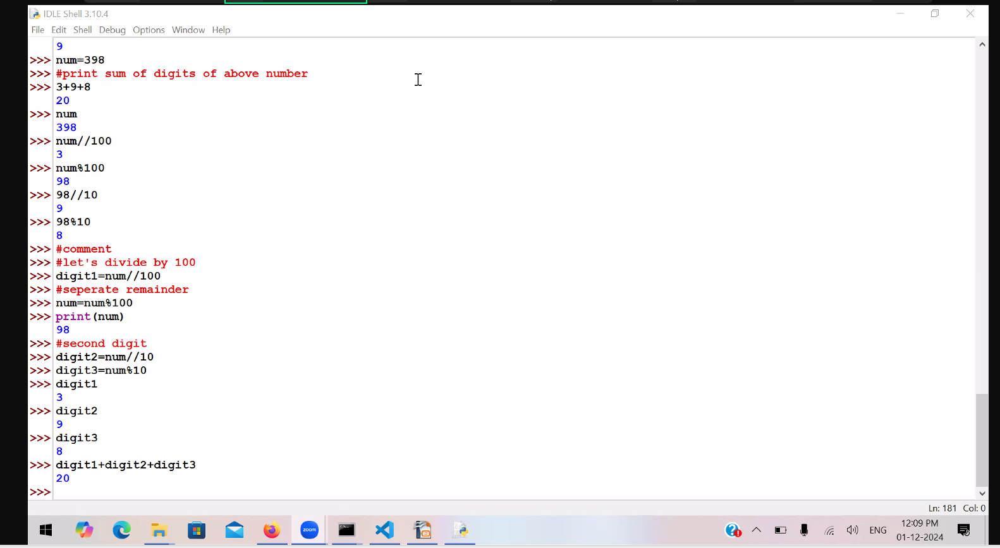 IDLE Shell 3.10.4
File Edit Shell Debug Options Window Help
9
>>> num=398
>>> #print sum of digits of above number
>>> 3+9+8
20
>>> num
398
>>> num//100
3
>>> num%100
98
>>> 98//10
9
>>> 98%10
8
>>> #comment
>>> #let's divide by 100
>>> digit1=num//100
>>> #seperate remainder
>>> num=num%100
>>> print(num)
98
>>> #second digit
>>> digit2=num//10
>>> digit3=num%10
>>> digit1
3
>>> digit2
9
>>> digit3
8
>>> digit1+digit2+digit3
20
>>>
Ln: 181 Col: 0
zoom
ENG
12:09 PM
01-12-2024